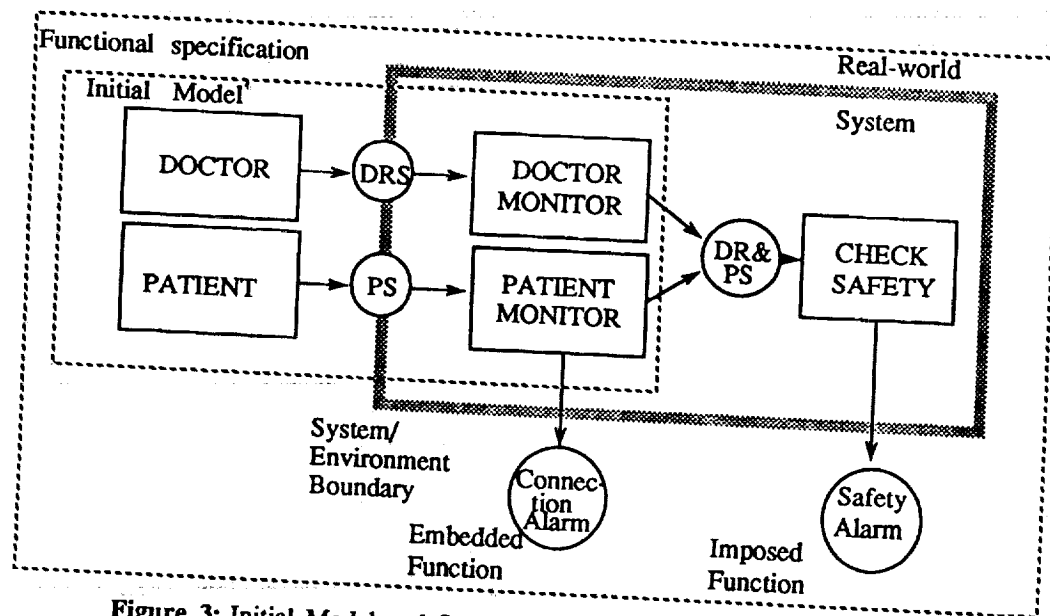 Functional specification
Real-world
Initial Model
System
DOCTOR
DRS
DOCTOR
MONITOR
DR&
PS
CHECK
SAFETY
PATIENT
PS
PATIENT
MONITOR
System/
Environment
Boundary
Connec-
tion
Alarm
Embedded
Function
Safety
Alarm
Imposed
Function
Figure 3: Initial Model and